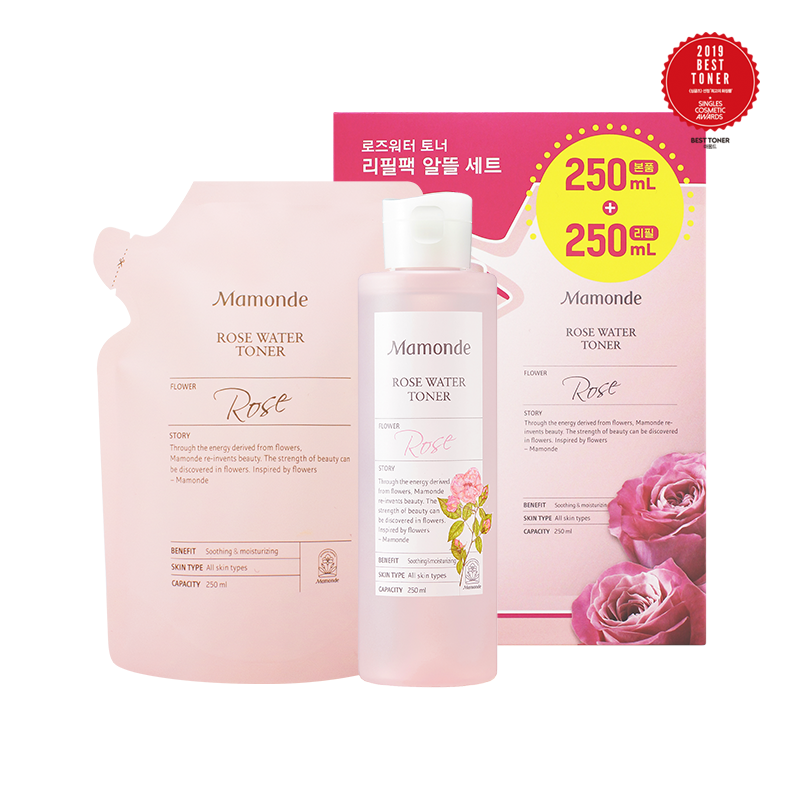 2019
BEST
TONER
SINGLES
COSMETIC
AWARDS
BEST TONER
마몽드
로즈워터 토너
리필팩 알뜰 세트
250mL 본품
+
250mL 리필
Mamonde
ROSE WATER
TONER
FLOWER
Rose
STORY
Through the energy derived from flowers, Mamonde re-
invents beauty. The strength of beauty can be discovered
in flowers. Inspired by flowers
– Mamonde
BENEFIT Soothing & moisturizing
SKIN TYPE All skin types
CAPACITY 250 ml
Mamonde
ROSE WATER
TONER
FLOWER
Rose
STORY
Through the energy derived from flowers,
Mamonde re-invents beauty. The strength of beauty can
be discovered in flowers. Inspired by flowers
– Mamonde
BENEFIT Soothing & moisturizing
SKIN TYPE All skin types
CAPACITY 250 ml
Mamonde
Mamonde
ROSE WATER
TONER
FLOWER
Rose
STORY
Through the energy derived
from flowers, Mamonde
re-invents beauty. The
strength of beauty can
be discovered in flowers.
Inspired by flowers
– Mamonde
BENEFIT Soothing & moisturizing
SKIN TYPE All skin types
CAPACITY 250 ml
Mamonde